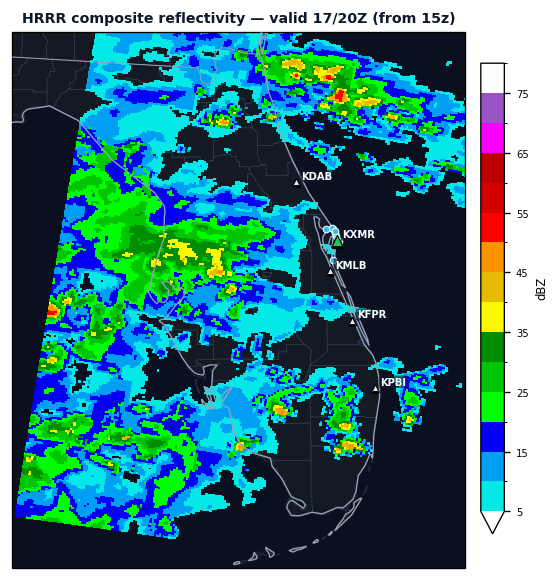 HRRR composite reflectivity — valid 17/20Z (from 15z)
KDAB
KXMR
KMLB
KFPR
KPBI
75
65
55
45
35
25
15
5
dBZ